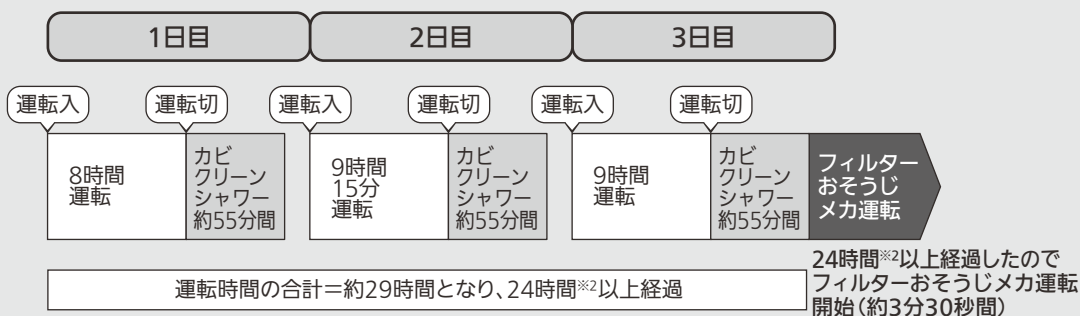 1日目
2日目
3日目
運転入
運転切
運転入
運転切
運転入
運転切
8時間
運転
カビ
クリーン
シャワー
約55分間
9時間
15分
運転
カビ
クリーン
シャワー
約55分間
9時間
運転
カビ
クリーン
シャワー
約55分間
フィルター
おそうじ
メカ運転
運転時間の合計＝約29時間となり、24時間※2以上経過
24時間※2以上経過したので
フィルターおそうじメカ運転
開始（約3分30秒間）